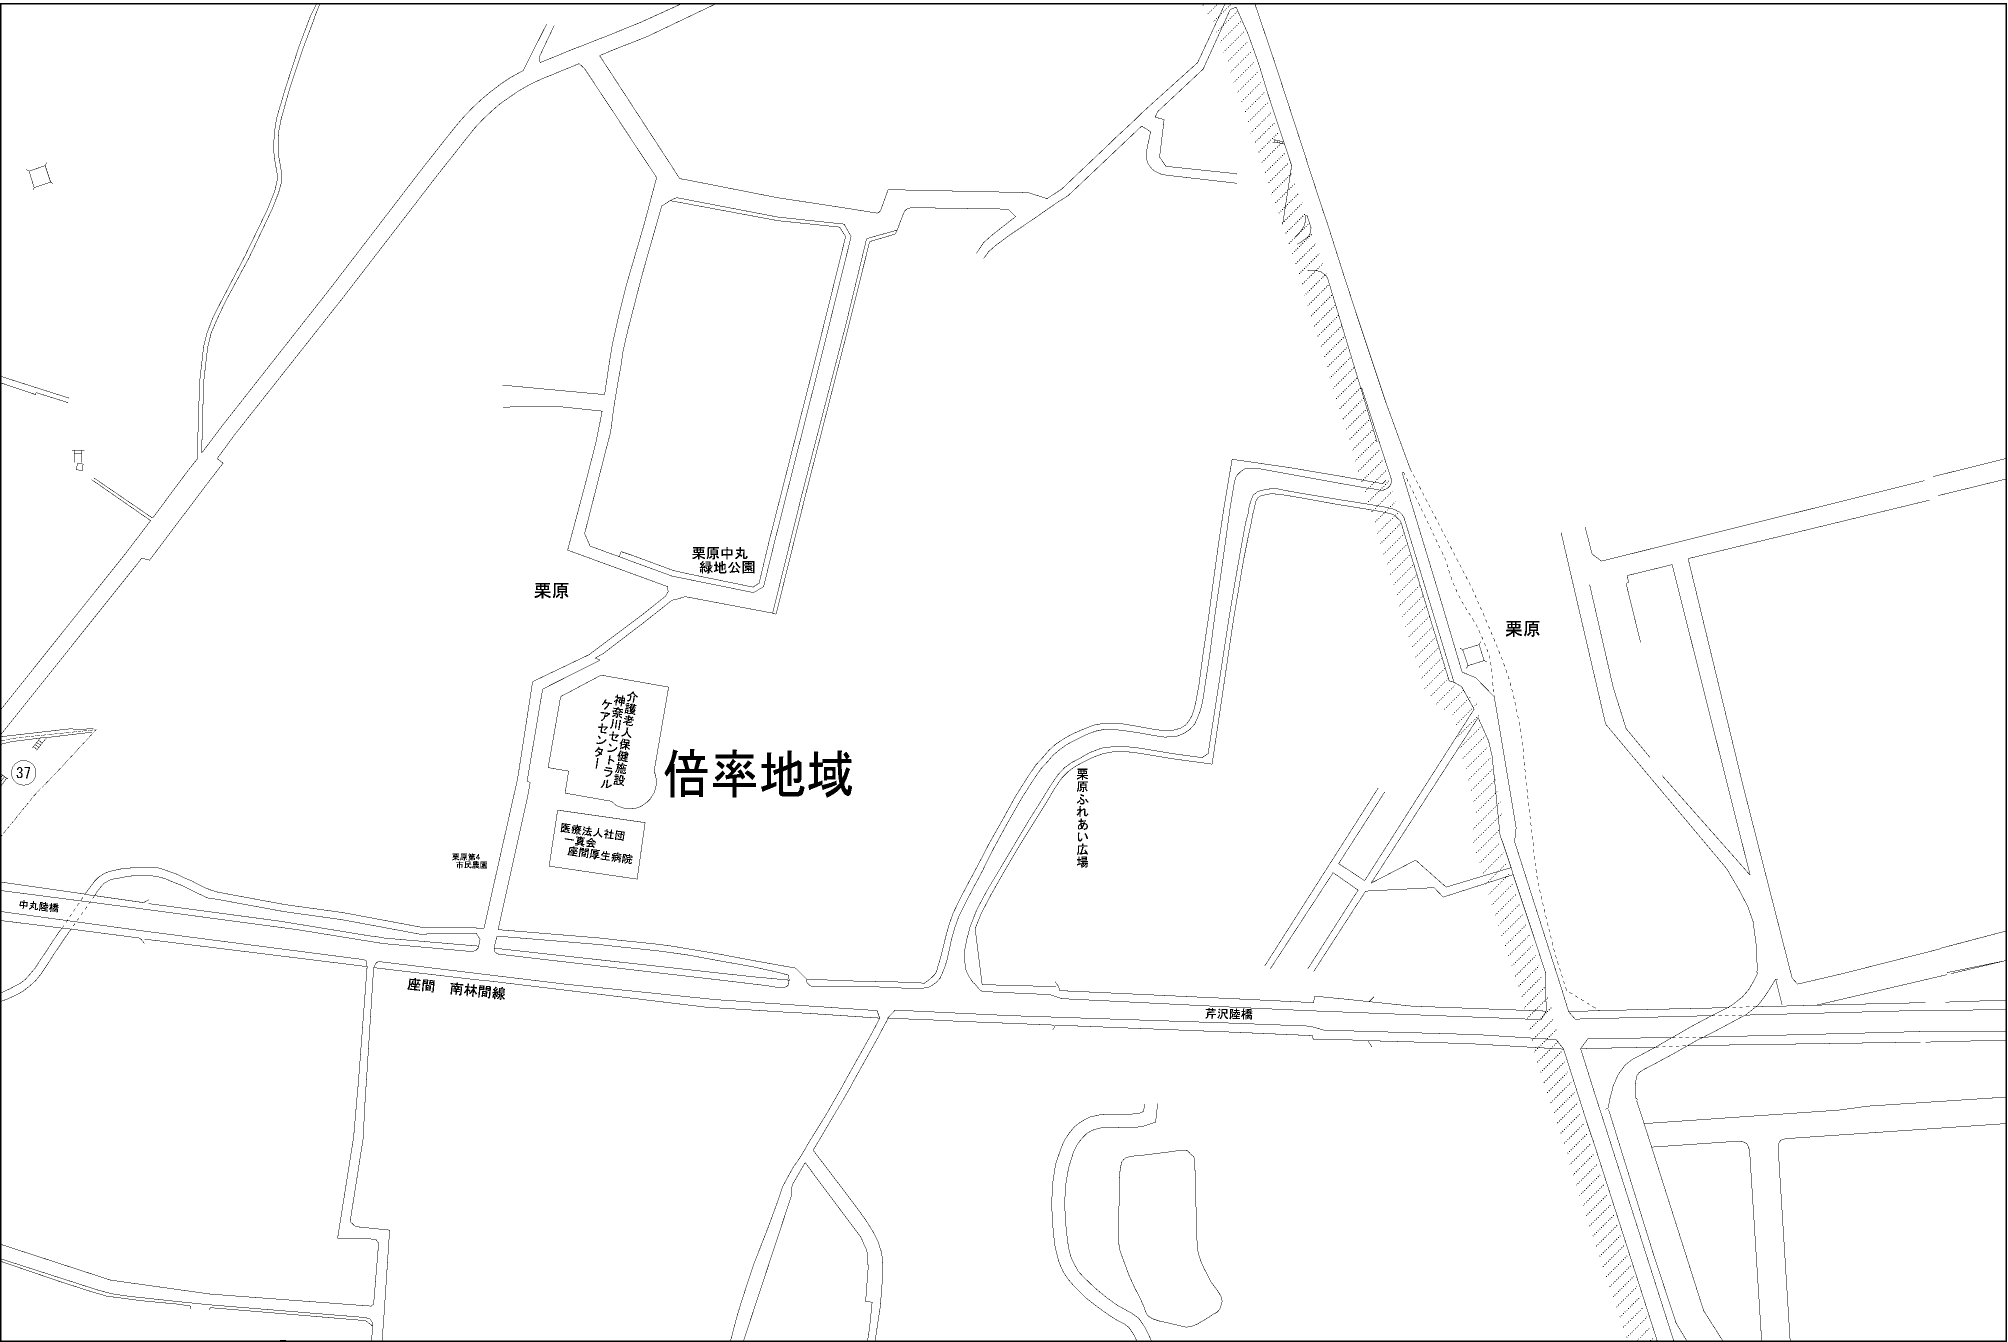 栗原中丸
緑地公園
栗原
栗原
介護老人保健施設
神奈川セントラル
ケアセンター
倍率地域
37
栗原ふれあい広場
医療法人社団
一真会
座間厚生病院
栗原第4
市民農園
中丸陸橋
座間　南林間線
芹沢陸橋